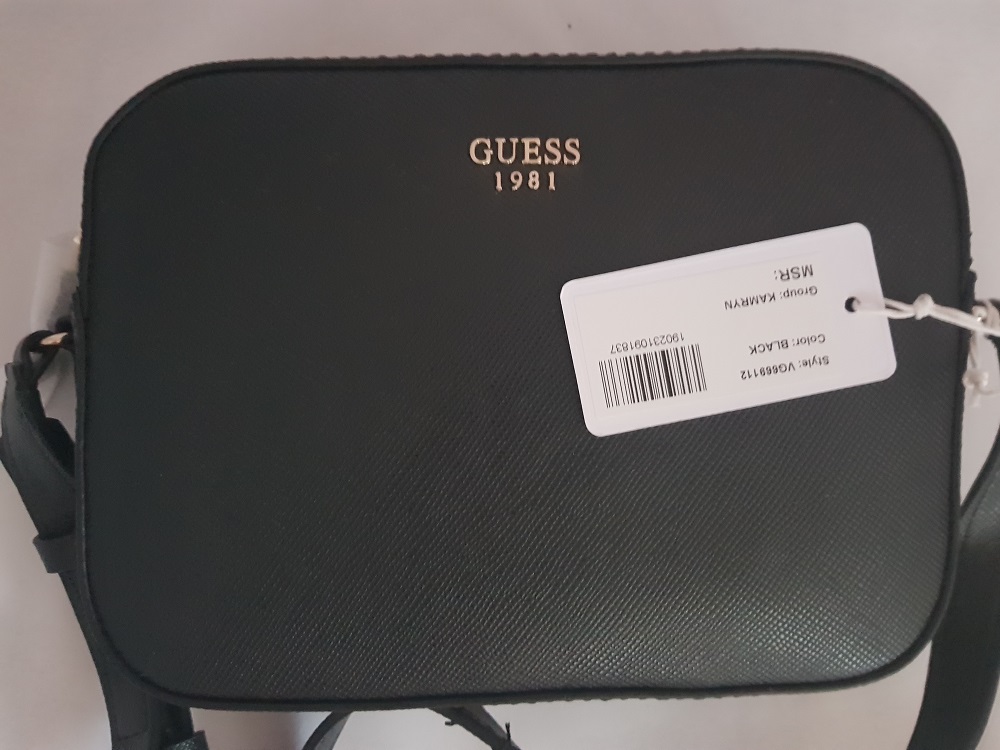 GUESS
1981
Style: VG669112
Color: BLACK
190231091837
Group: KAMRYN
MSR: